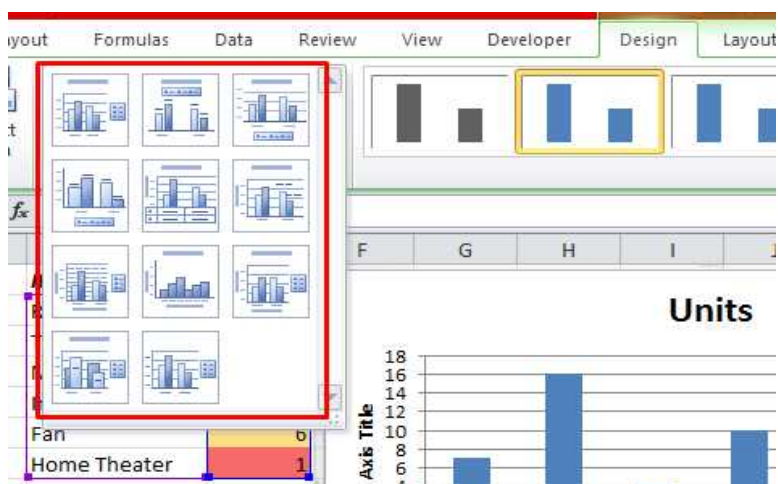 Formulas Data Review View Developer Design Layout
fx
F G H I
Units
18
16
14
12
10
8
6
Axis Title
Fan 6
Home Theater 1